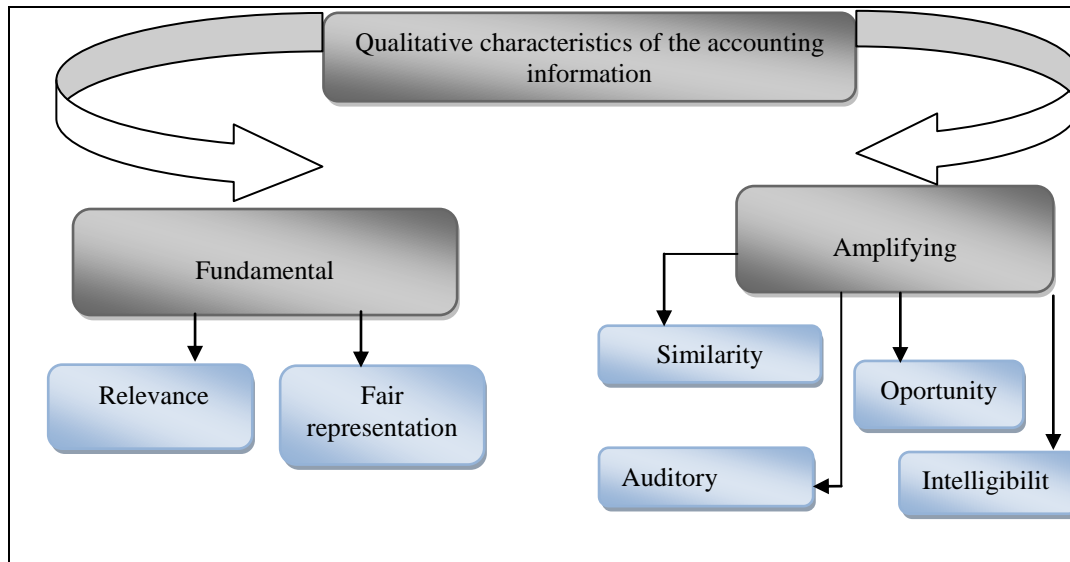 Qualitative characteristics of the accounting
information
Fundamental
Amplifying
Relevance
Fair
representation
Similarity
Oportunity
Auditory
Intelligibilit